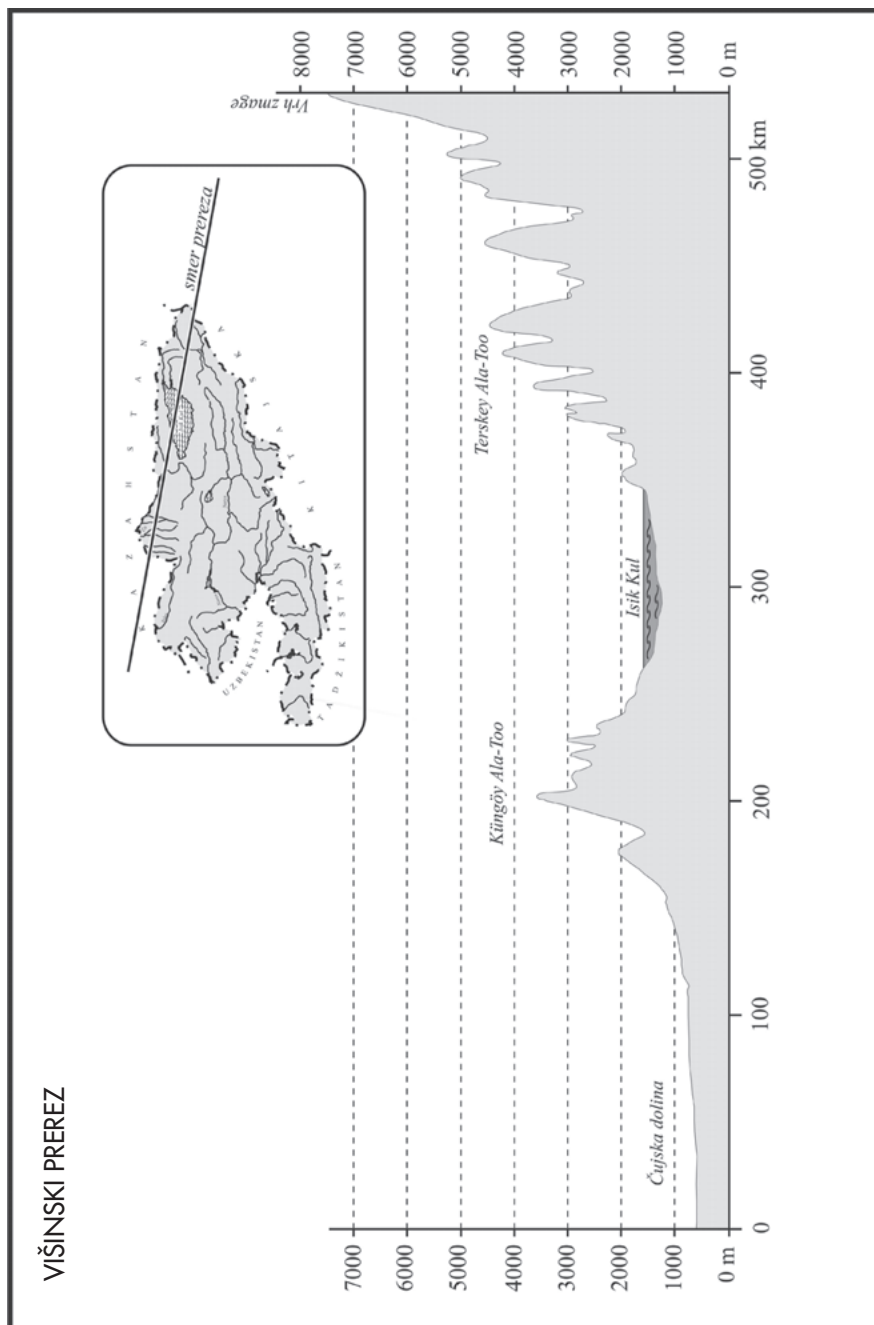 VIŠINSKI PREREZ
7000
6000
5000
4000
3000
2000
1000
0 m
KAZAHSTAN
UZBEKISTAN
TADŽIKISTAN
KITAJSKA
smer prereza
Vrh zmage
Čujska dolina
Küngöy Ala-Too
Isik Kul
Terskey Ala-Too
8000
7000
6000
5000
4000
3000
2000
1000
0 m
0
100
200
300
400
500 km